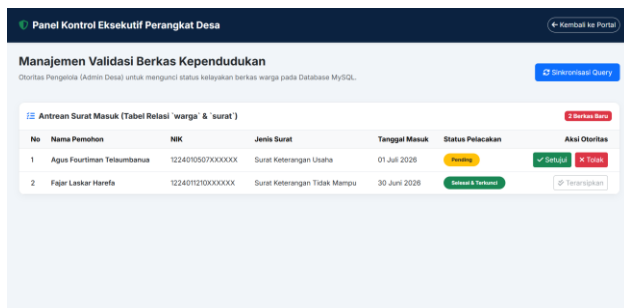 Panel Kontrol Eksekutif Perangkat Desa
← Kembali ke Portal
Manajemen Validasi Berkas Kependudukan
Otoritas Pengelola (Admin Desa) untuk mengunci status kelayakan berkas warga pada Database MySQL.
Sinkronisasi Query
Antrean Surat Masuk (Tabel Relasi `warga` & `surat`)
2 Berkas Baru
No Nama Pemohon NIK Jenis Surat Tanggal Masuk Status Pelacakan Aksi Otoritas
1 Agus Fourtiman Telaumbanua 1224010507XXXXXX Surat Keterangan Usaha 01 Juli 2026 Pending Setujui Tolak
2 Fajar Laskar Harefa 1224011210XXXXXX Surat Keterangan Tidak Mampu 30 Juni 2026 Selesai & Terkunci Terarsipkan